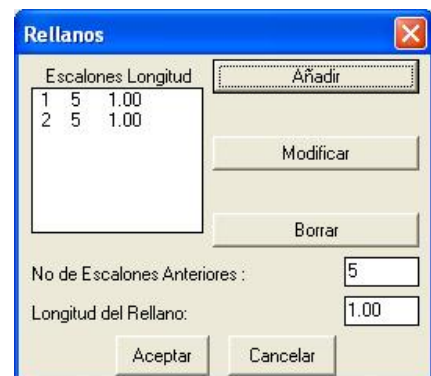 Rellanos
Escalones Longitud
Añadir
1 5 1.00
2 5 1.00
Modificar
Borrar
No de Escalones Anteriores : 5
Longitud del Rellano: 1.00
Aceptar Cancelar